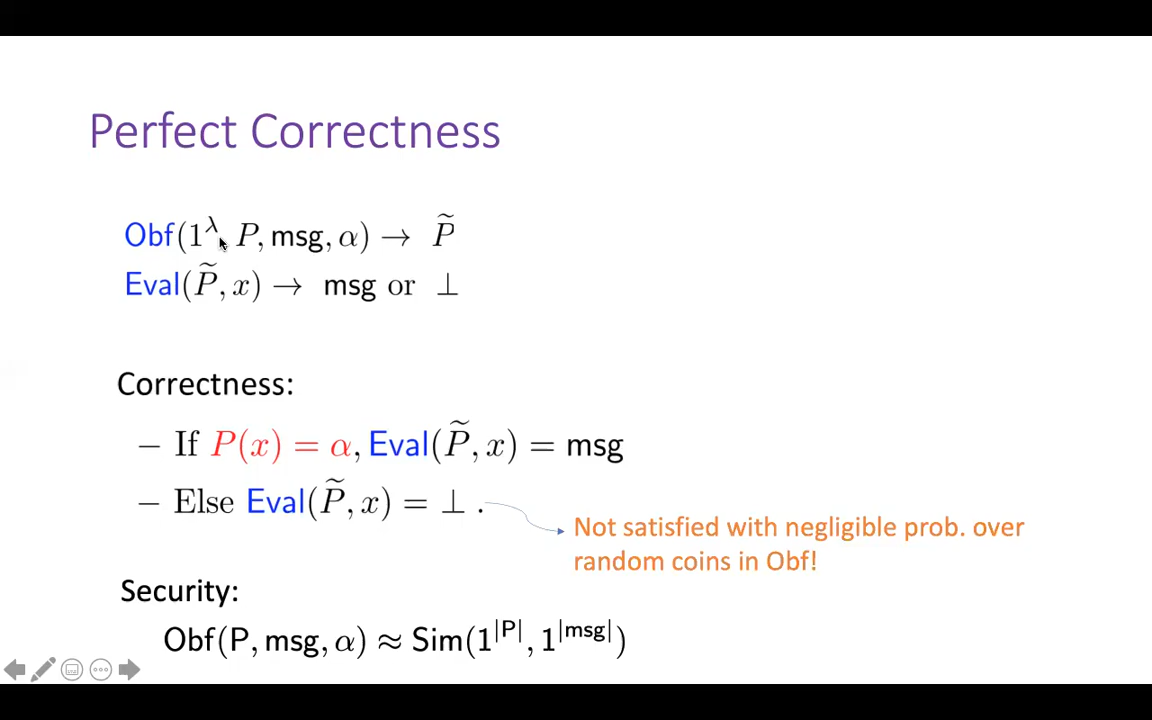 Perfect Correctness
Obf(1^λ, P, msg, α) → P̃
Eval(P̃, x) → msg or ⊥
Correctness:
– If P(x) = α, Eval(P̃, x) = msg
– Else Eval(P̃, x) = ⊥ .
Not satisfied with negligible prob. over
random coins in Obf!
Security:
Obf(P, msg, α) ≈ Sim(1^|P|, 1^|msg|)